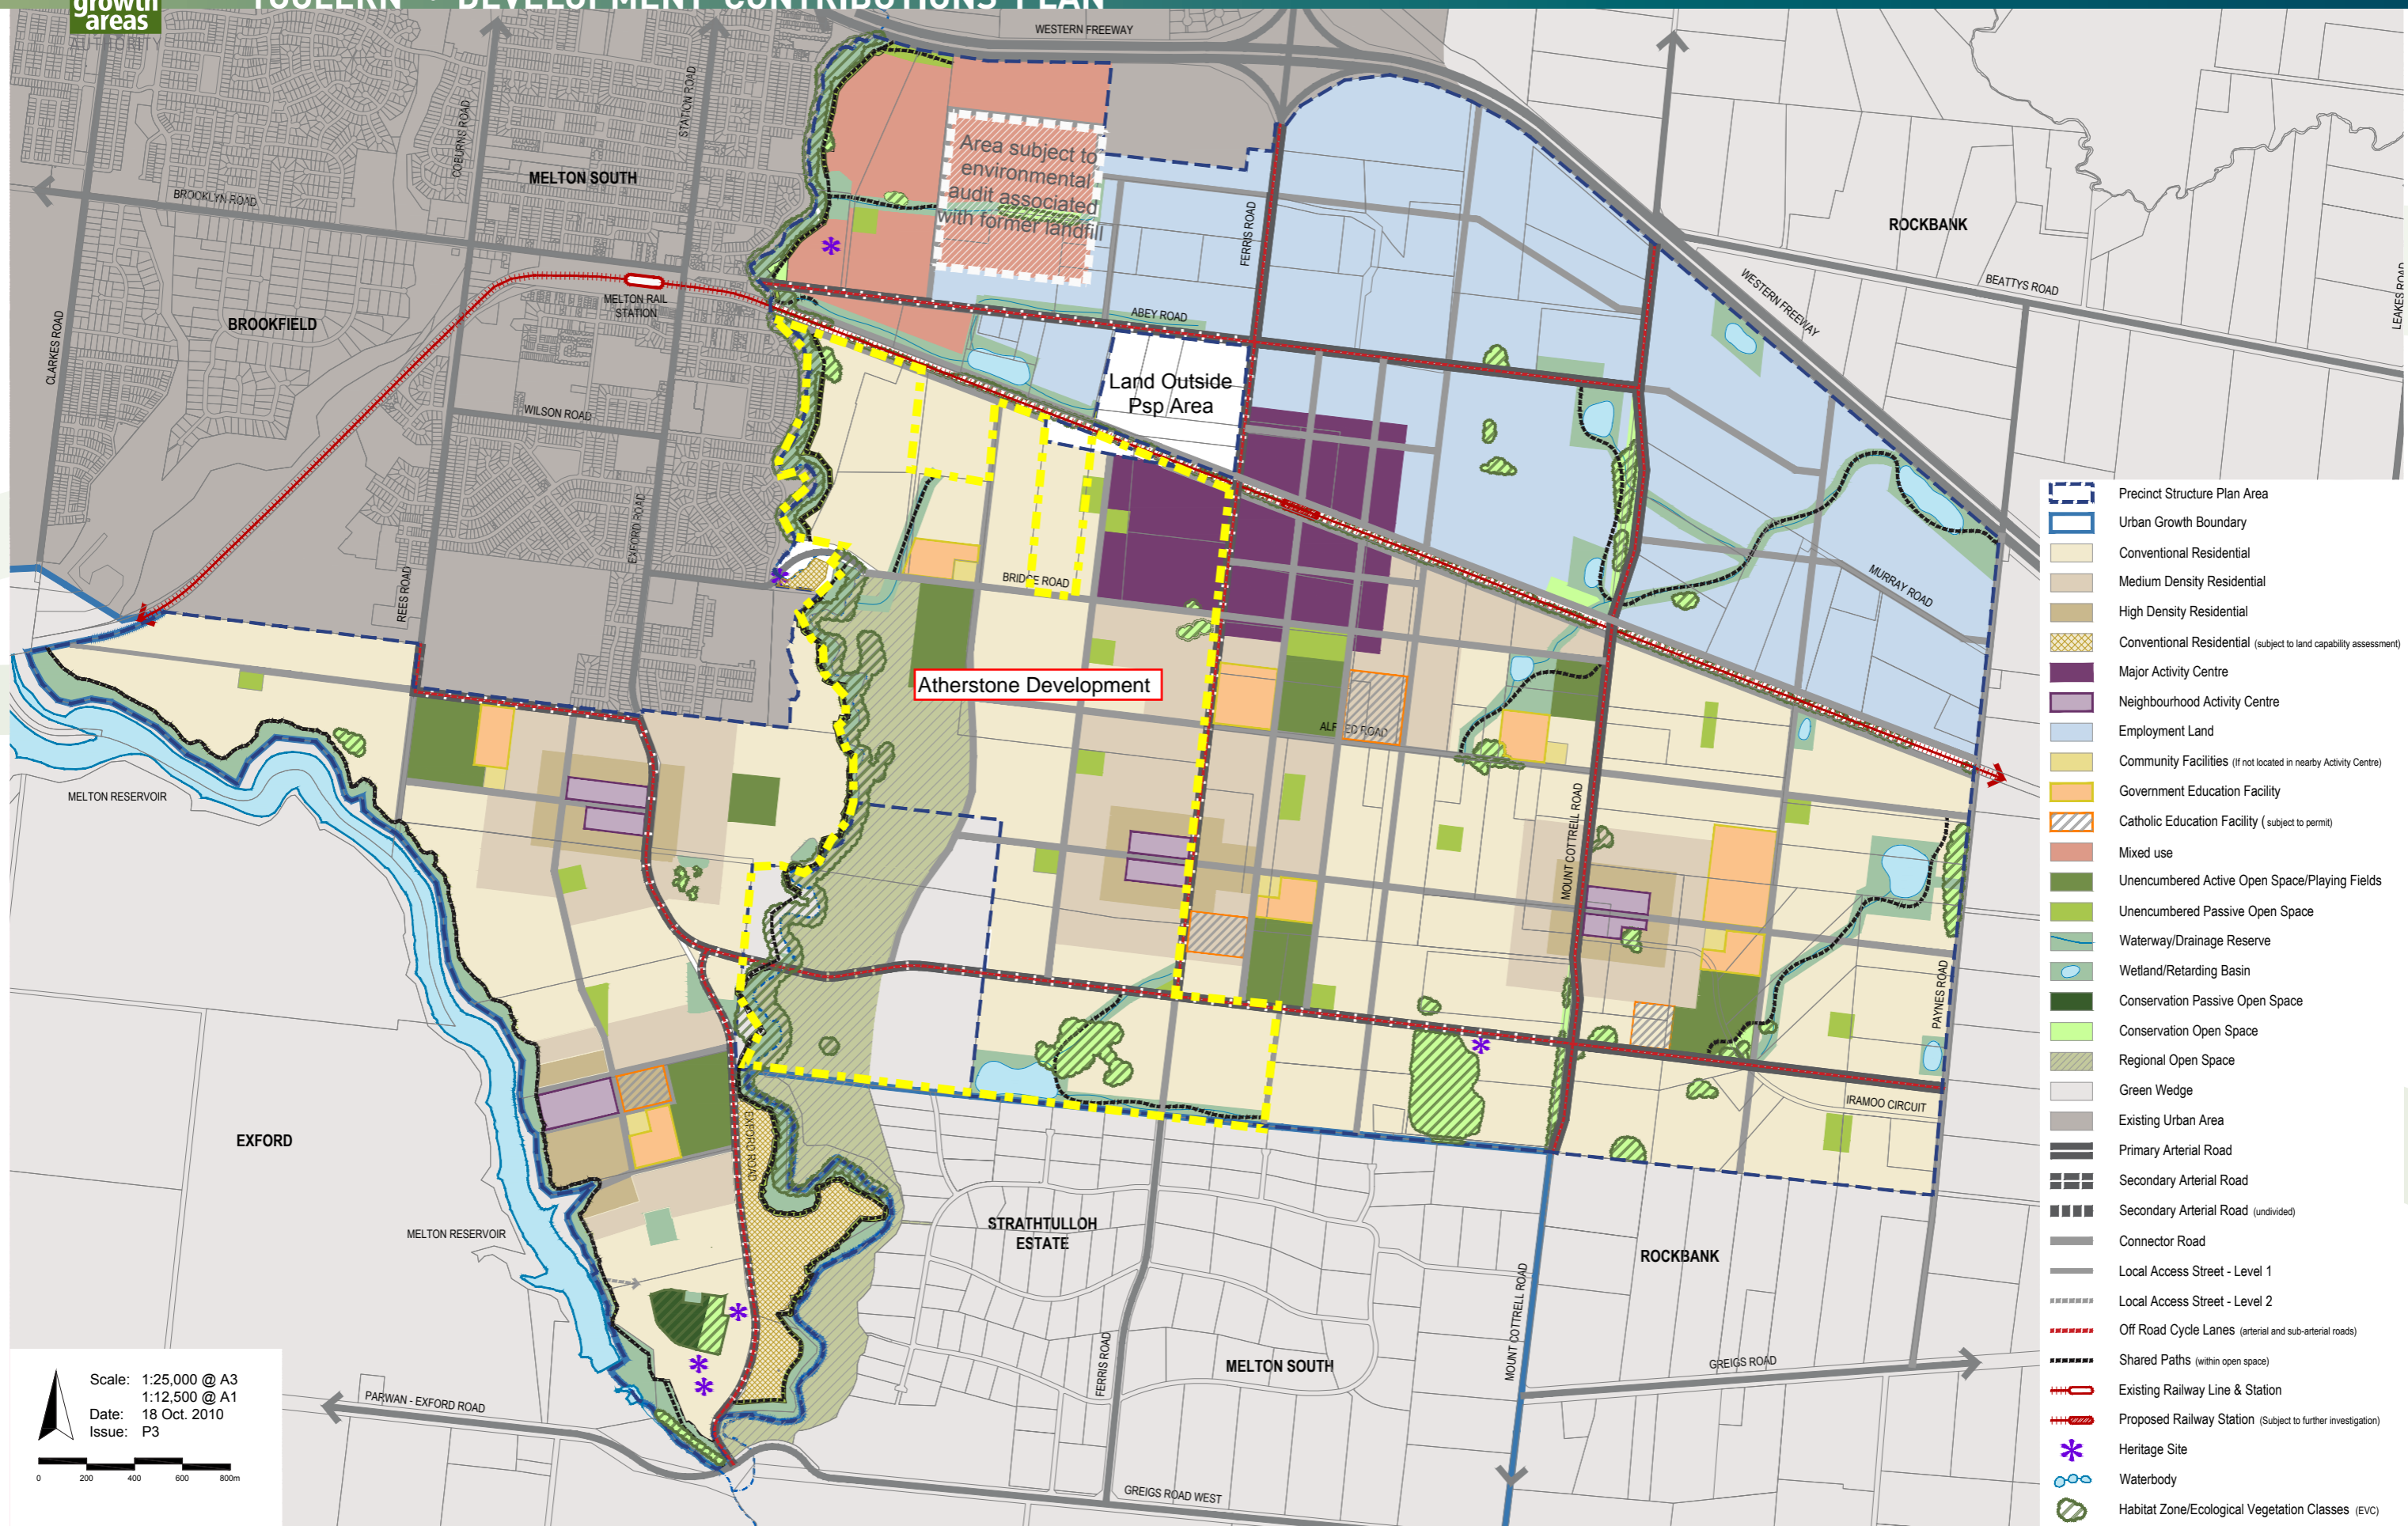 growth
areas
AUTHORITY
TOOLERN - DEVELOPMENT CONTRIBUTIONS PLAN
WESTERN FREEWAY
COBURNS ROAD
STATION ROAD
MELTON SOUTH
BROOKLYN ROAD
Area subject to
environmental
audit associated
with former landfill
FERRIS ROAD
ROCKBANK
BEATTYS ROAD
WESTERN FREEWAY
LEAKES ROAD
MELTON RAIL
STATION
BROOKFIELD
CLARKES ROAD
ABEY ROAD
Land Outside
Psp Area
WILSON ROAD
EXFORD ROAD
REES ROAD
BRIDGE ROAD
MURRAY ROAD
Atherstone Development
ALFRED ROAD
MELTON RESERVOIR
MOUNT COTTRELL ROAD
PAYNES ROAD
IRAMOO CIRCUIT
EXFORD
EXFORD ROAD
MELTON RESERVOIR
STRATHTULLOH
ESTATE
ROCKBANK
MOUNT COTTRELL ROAD
FERRIS ROAD
MELTON SOUTH
GREIGS ROAD
PARWAN - EXFORD ROAD
GREIGS ROAD WEST
Scale: 1:25,000 @ A3
1:12,500 @ A1
Date: 18 Oct. 2010
Issue: P3
0 200 400 600 800m
Precinct Structure Plan Area
Urban Growth Boundary
Conventional Residential
Medium Density Residential
High Density Residential
Conventional Residential (subject to land capability assessment)
Major Activity Centre
Neighbourhood Activity Centre
Employment Land
Community Facilities (If not located in nearby Activity Centre)
Government Education Facility
Catholic Education Facility ( subject to permit)
Mixed use
Unencumbered Active Open Space/Playing Fields
Unencumbered Passive Open Space
Waterway/Drainage Reserve
Wetland/Retarding Basin
Conservation Passive Open Space
Conservation Open Space
Regional Open Space
Green Wedge
Existing Urban Area
Primary Arterial Road
Secondary Arterial Road
Secondary Arterial Road (undivided)
Connector Road
Local Access Street - Level 1
Local Access Street - Level 2
Off Road Cycle Lanes (arterial and sub-arterial roads)
Shared Paths (within open space)
Existing Railway Line & Station
Proposed Railway Station (Subject to further investigation)
Heritage Site
Waterbody
Habitat Zone/Ecological Vegetation Classes (EVC)